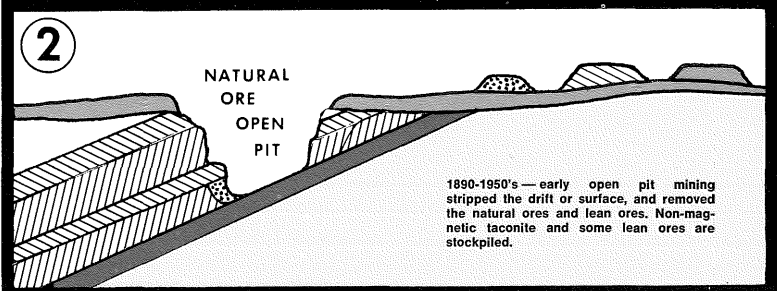 2
NATURAL
ORE
OPEN
PIT
1890-1950's — early open pit mining
stripped the drift or surface, and removed
the natural ores and lean ores. Non-mag-
netic taconite and some lean ores are
stockpiled.